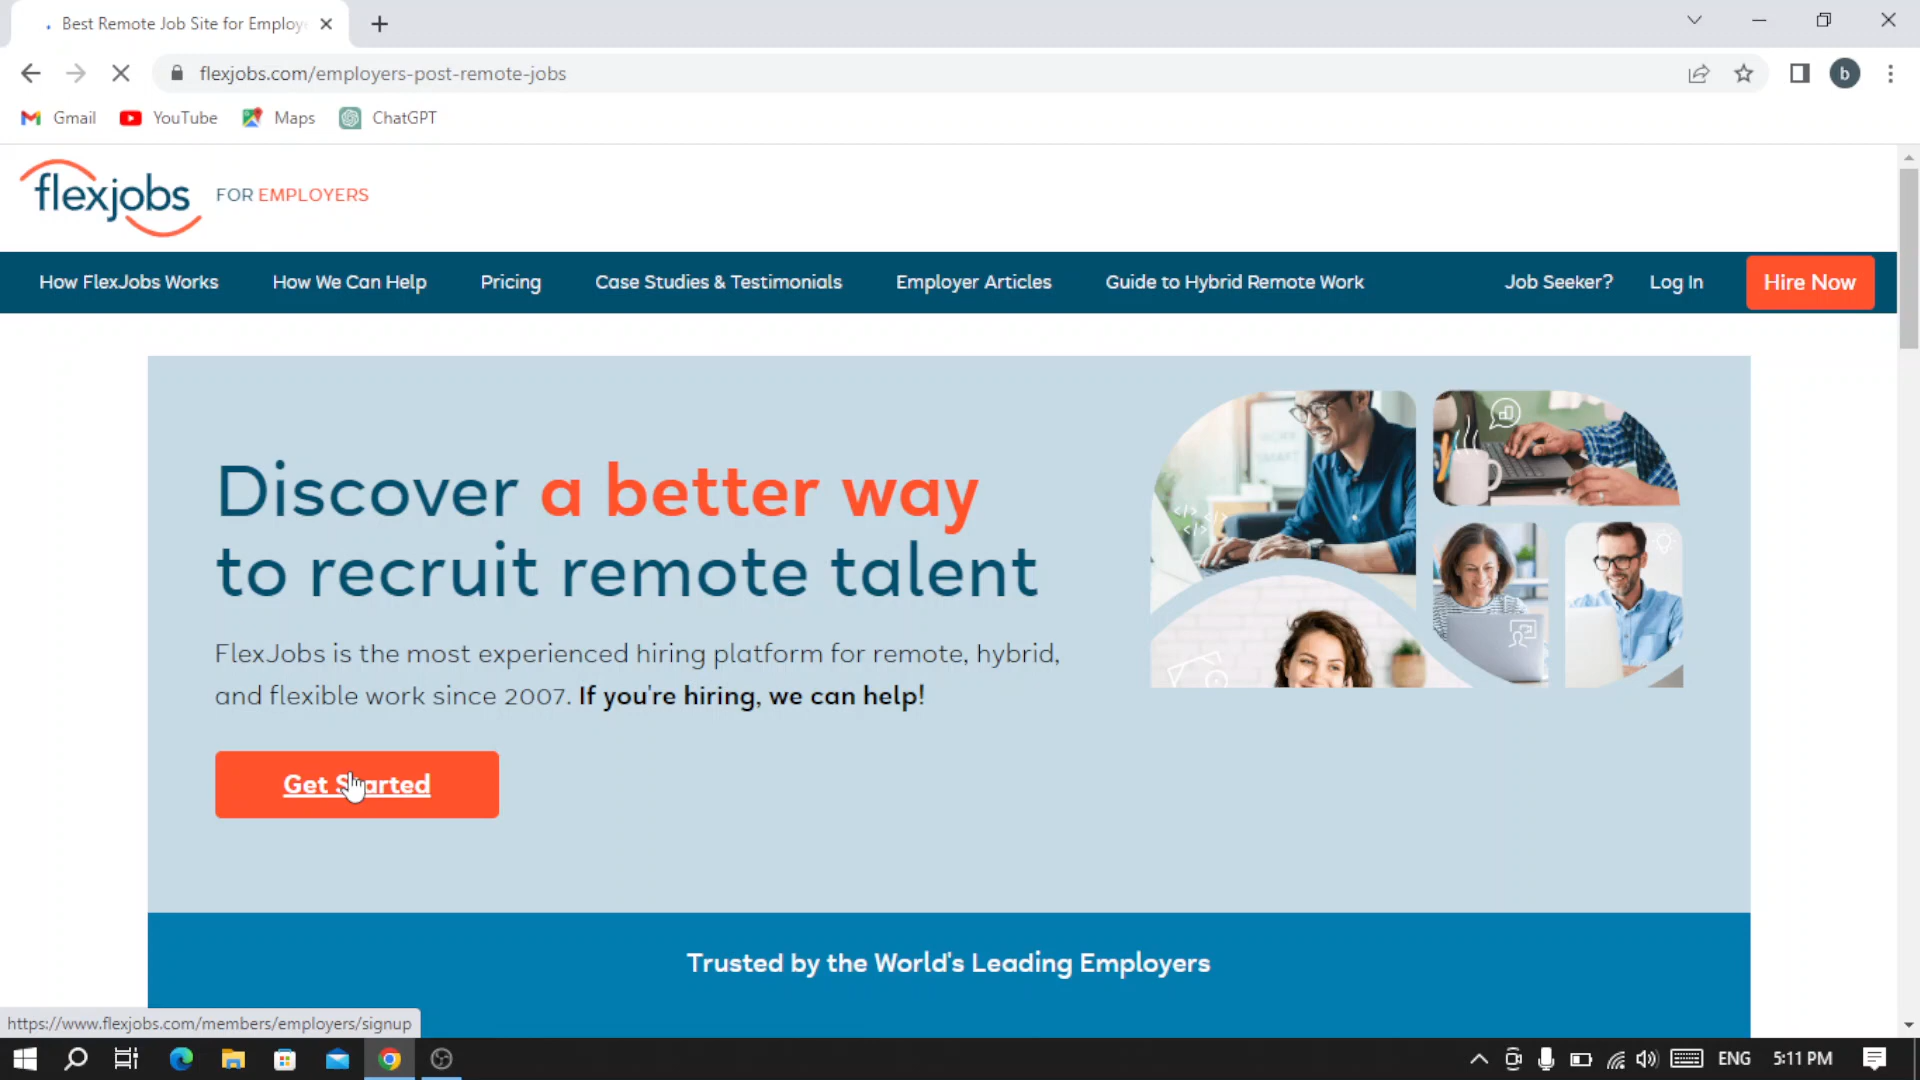 Best Remote Job Site for Employe
flexjobs.com/employers-post-remote-jobs
b
Gmail
YouTube
Maps
ChatGPT
flexjobs
FOR EMPLOYERS
How FlexJobs Works
How We Can Help
Pricing
Case Studies & Testimonials
Employer Articles
Guide to Hybrid Remote Work
Job Seeker?
Log In
Hire Now
Discover a better way
to recruit remote talent
FlexJobs is the most experienced hiring platform for remote, hybrid,
and flexible work since 2007. If you're hiring, we can help!
Get Started
Trusted by the World's Leading Employers
https://www.flexjobs.com/members/employers/signup
ENG
5:11 PM